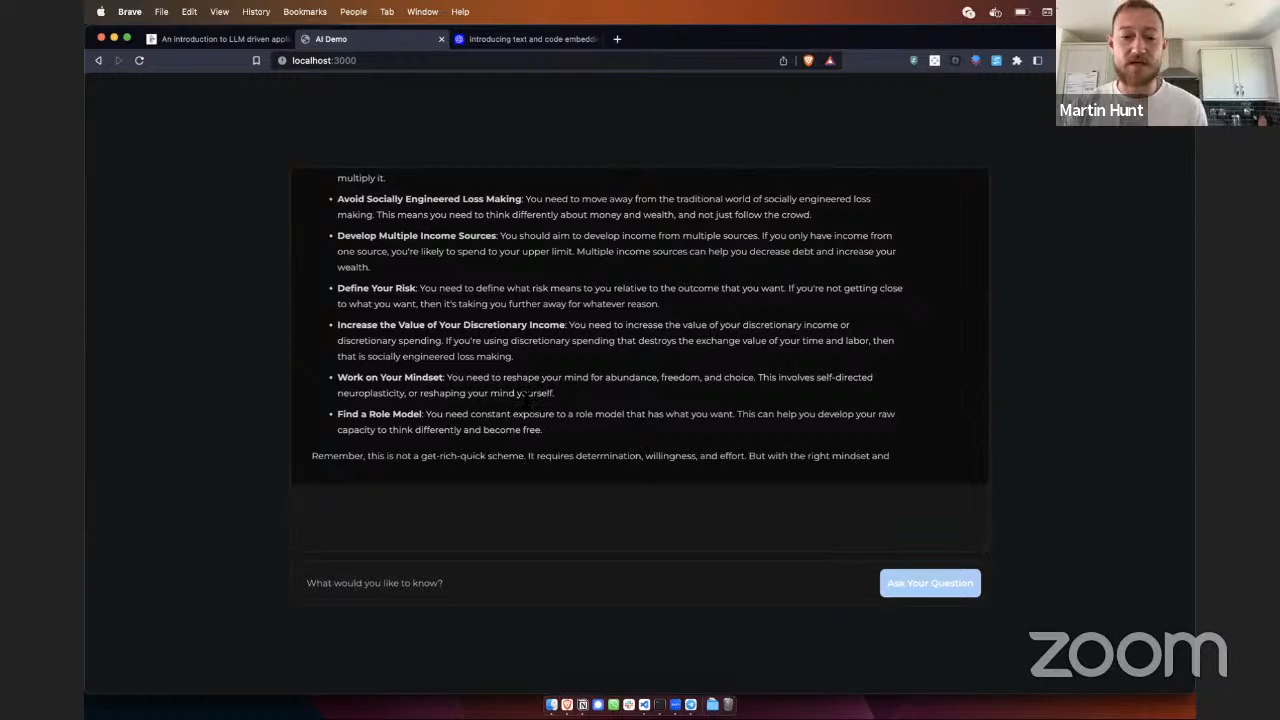 Brave File Edit View History Bookmarks People Tab Window Help
An introduction to LLM driven appli
AI Demo
Introducing text and code embeddi
localhost:3000
Martin Hunt
multiply it.
• Avoid Socially Engineered Loss Making: You need to move away from the traditional world of socially engineered loss
making. This means you need to think differently about money and wealth, and not just follow the crowd.
• Develop Multiple Income Sources: You should aim to develop income from multiple sources. If you only have income from
one source, you're likely to spend to your upper limit. Multiple income sources can help you decrease debt and increase your
wealth.
• Define Your Risk: You need to define what risk means to you relative to the outcome that you want. If you're not getting close
to what you want, then it's taking you further away for whatever reason.
• Increase the Value of Your Discretionary Income: You need to increase the value of your discretionary income or
discretionary spending. If you're using discretionary spending that destroys the exchange value of your time and labor, then
that is socially engineered loss making.
• Work on Your Mindset: You need to reshape your mind for abundance, freedom, and choice. This involves self-directed
neuroplasticity, or reshaping your mind yourself.
• Find a Role Model: You need constant exposure to a role model that has what you want. This can help you develop your raw
capacity to think differently and become free.
Remember, this is not a get-rich-quick scheme. It requires determination, willingness, and effort. But with the right mindset and
What would you like to know?
Ask Your Question
zoom